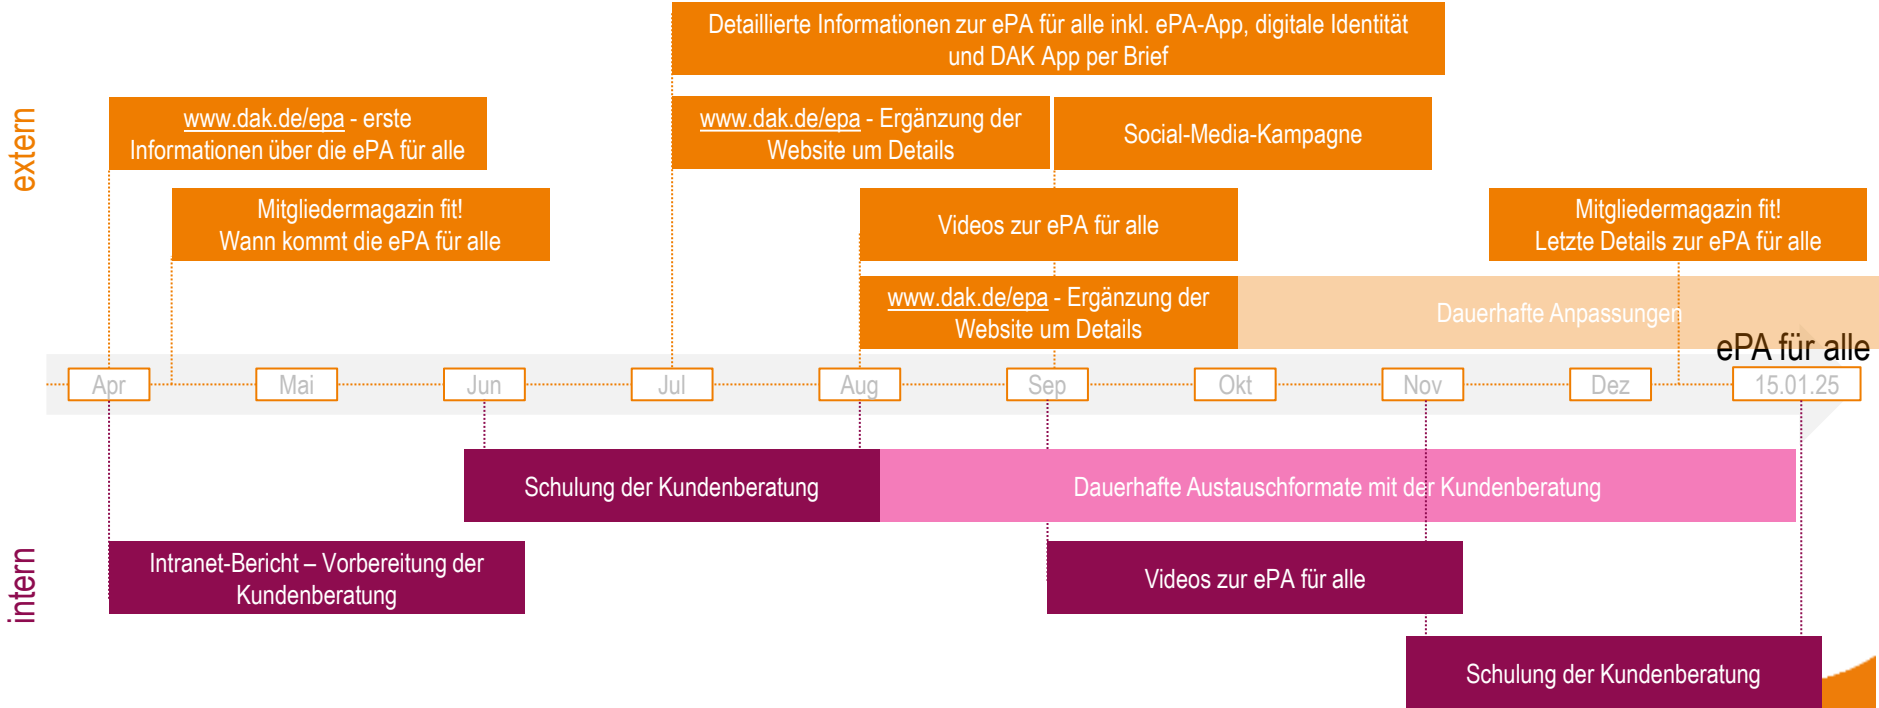 Detaillierte Informationen zur ePA für alle inkl. ePA-App, digitale Identität
und DAK App per Brief
extern
www.dak.de/epa - erste
Informationen über die ePA für alle
www.dak.de/epa - Ergänzung der
Website um Details
Social-Media-Kampagne
Mitgliedermagazin fit!
Wann kommt die ePA für alle
Videos zur ePA für alle
Mitgliedermagazin fit!
Letzte Details zur ePA für alle
www.dak.de/epa - Ergänzung der
Website um Details
Dauerhafte Anpassungen
ePA für alle
Apr
Mai
Jun
Jul
Aug
Sep
Okt
Nov
Dez
15.01.25
Schulung der Kundenberatung
Dauerhafte Austauschformate mit der Kundenberatung
intern
Intranet-Bericht – Vorbereitung der
Kundenberatung
Videos zur ePA für alle
Schulung der Kundenberatung